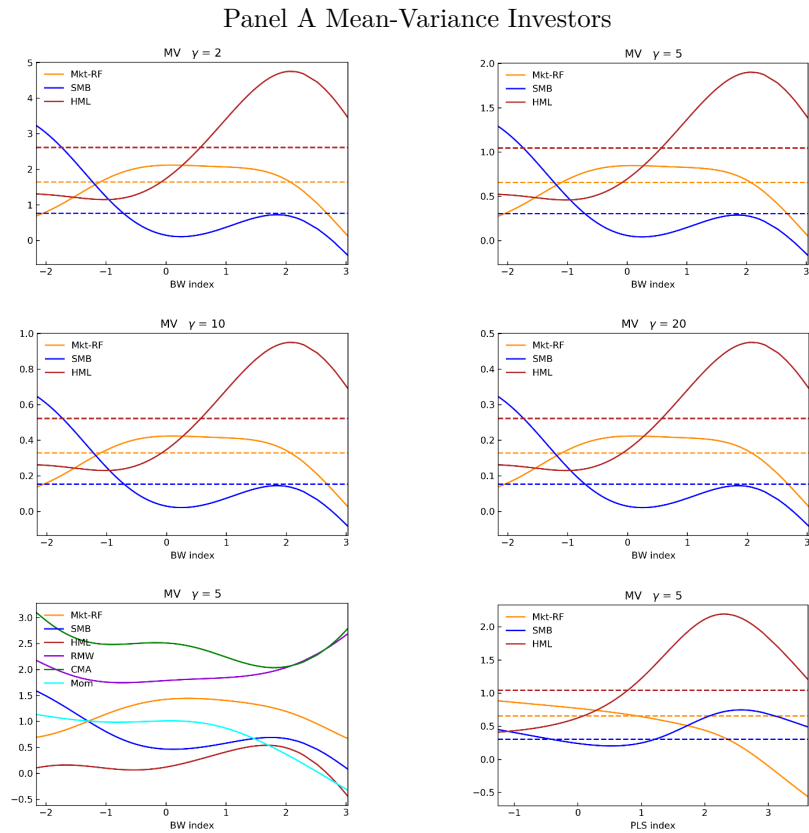 Panel A Mean-Variance Investors
MV γ = 2
Mkt-RF
SMB
HML
5
4
3
2
1
0
−2 −1 0 1 2 3
BW index
MV γ = 5
Mkt-RF
SMB
HML
2.0
1.5
1.0
0.5
0.0
−2 −1 0 1 2 3
BW index
MV γ = 10
Mkt-RF
SMB
HML
1.0
0.8
0.6
0.4
0.2
0.0
−2 −1 0 1 2 3
BW index
MV γ = 20
Mkt-RF
SMB
HML
0.5
0.4
0.3
0.2
0.1
0.0
−2 −1 0 1 2 3
BW index
MV γ = 5
Mkt-RF
SMB
HML
RMW
CMA
Mom
3.0
2.5
2.0
1.5
1.0
0.5
0.0
−0.5
−2 −1 0 1 2 3
BW index
MV γ = 5
Mkt-RF
SMB
HML
2.0
1.5
1.0
0.5
0.0
−0.5
−1 0 1 2 3
PLS index